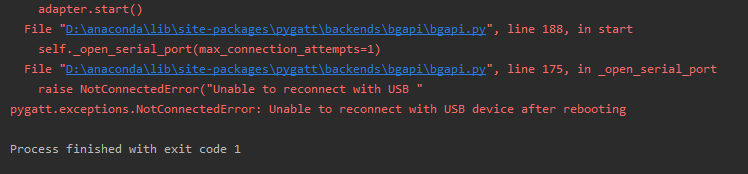 adapter.start()
File "D:\anaconda\lib\site-packages\pygatt\backends\bgapi\bgapi.py", line 188, in start
self._open_serial_port(max_connection_attempts=1)
File "D:\anaconda\lib\site-packages\pygatt\backends\bgapi\bgapi.py", line 175, in _open_serial_port
raise NotConnectedError("Unable to reconnect with USB "
pygatt.exceptions.NotConnectedError: Unable to reconnect with USB device after rebooting
Process finished with exit code 1